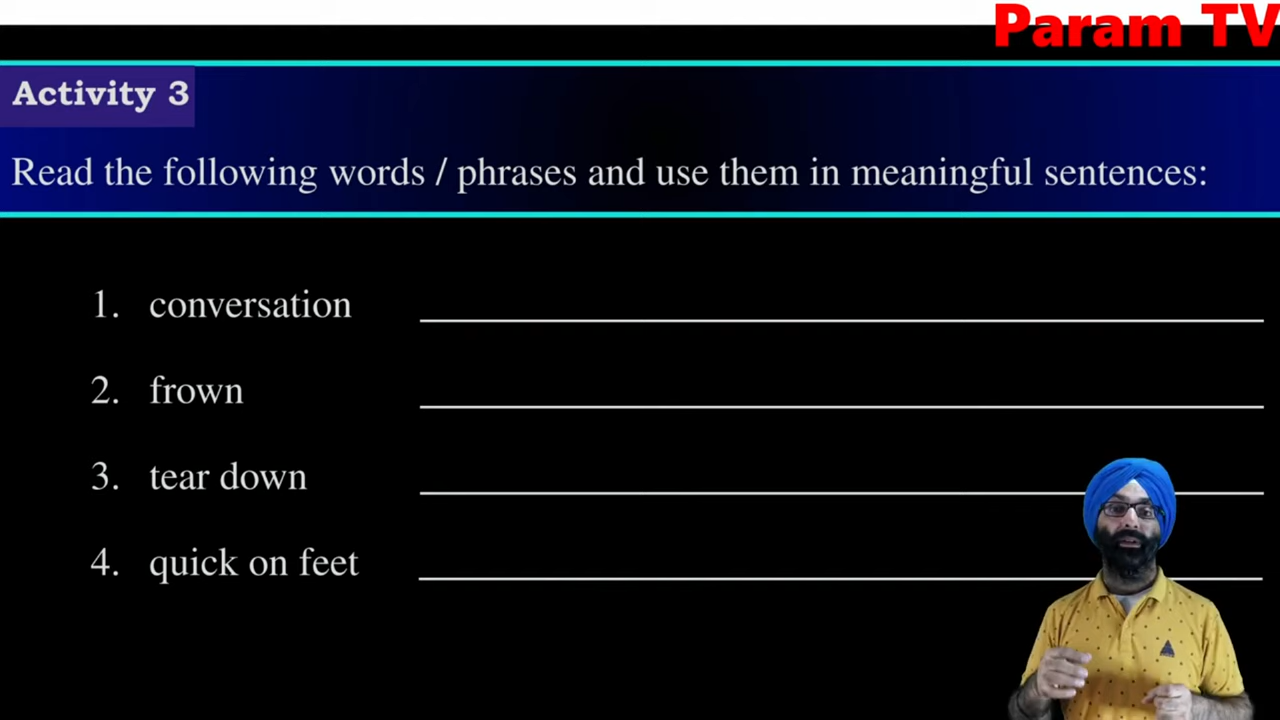 Param TV
Activity 3
Read the following words / phrases and use them in meaningful sentences:
1. conversation
2. frown
3. tear down
4. quick on feet